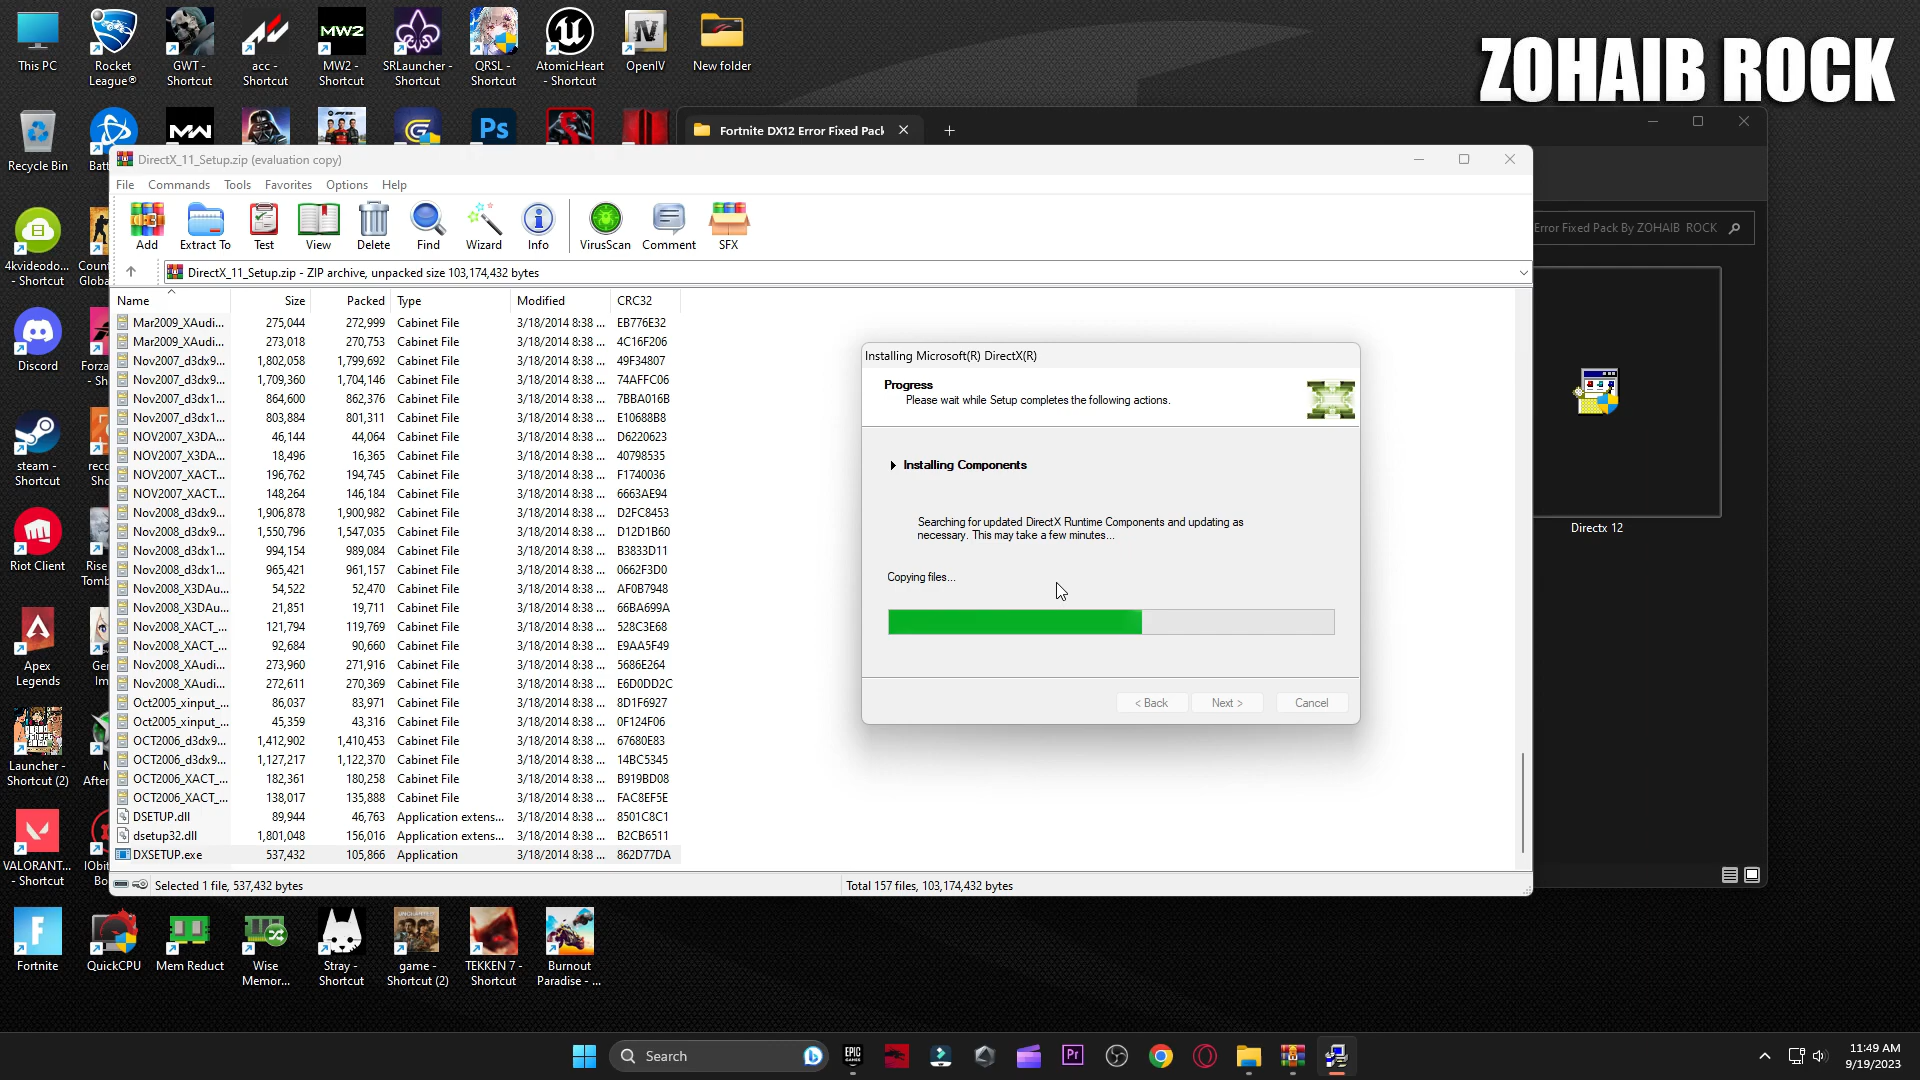 This PC
Rocket
League®
GWT -
Shortcut
acc -
Shortcut
MW2
MW2 -
Shortcut
SRLauncher -
Shortcut
QRSL -
Shortcut
AtomicHeart
- Shortcut
OpenIV
New folder
ZOHAIB ROCK
Recycle Bin
Batt
Ps
Fortnite DX12 Error Fixed Pack
DirectX_11_Setup.zip (evaluation copy)
File Commands Tools Favorites Options Help
Add Extract To Test View Delete Find Wizard Info VirusScan Comment SFX
Error Fixed Pack By ZOHAIB ROCK
DirectX_11_Setup.zip - ZIP archive, unpacked size 103,174,432 bytes
Name Size Packed Type Modified CRC32
Mar2009_XAudi... 275,044 272,999 Cabinet File 3/18/2014 8:38 ... EB776E32
Mar2009_XAudi... 273,018 270,753 Cabinet File 3/18/2014 8:38 ... 4C16F206
Nov2007_d3dx9... 1,802,058 1,799,692 Cabinet File 3/18/2014 8:38 ... 49F34807
Nov2007_d3dx9... 1,709,360 1,704,146 Cabinet File 3/18/2014 8:38 ... 74AFFC06
Nov2007_d3dx1... 864,600 862,376 Cabinet File 3/18/2014 8:38 ... 7BBA016B
Nov2007_d3dx1... 803,884 801,311 Cabinet File 3/18/2014 8:38 ... E10688B8
NOV2007_X3DA... 46,144 44,064 Cabinet File 3/18/2014 8:38 ... D6220623
NOV2007_X3DA... 18,496 16,365 Cabinet File 3/18/2014 8:38 ... 40798535
NOV2007_XACT... 196,762 194,745 Cabinet File 3/18/2014 8:38 ... F1740036
NOV2007_XACT... 148,264 146,184 Cabinet File 3/18/2014 8:38 ... 6663AE94
Nov2008_d3dx9... 1,906,878 1,900,982 Cabinet File 3/18/2014 8:38 ... D2FC8453
Nov2008_d3dx9... 1,550,796 1,547,035 Cabinet File 3/18/2014 8:38 ... D12D1B60
Nov2008_d3dx1... 994,154 989,084 Cabinet File 3/18/2014 8:38 ... B3833D11
Nov2008_d3dx1... 965,421 961,157 Cabinet File 3/18/2014 8:38 ... 0662F3D0
Nov2008_X3DAu... 54,522 52,470 Cabinet File 3/18/2014 8:38 ... AF0B7948
Nov2008_X3DAu... 21,851 19,711 Cabinet File 3/18/2014 8:38 ... 66BA699A
Nov2008_XACT_... 121,794 119,769 Cabinet File 3/18/2014 8:38 ... 528C3E68
Nov2008_XACT_... 92,684 90,660 Cabinet File 3/18/2014 8:38 ... E9AA5F49
Nov2008_XAudi... 273,960 271,916 Cabinet File 3/18/2014 8:38 ... 5686E264
Nov2008_XAudi... 272,611 270,369 Cabinet File 3/18/2014 8:38 ... E6D0DD2C
Oct2005_xinput_... 86,037 83,971 Cabinet File 3/18/2014 8:38 ... 8D1F6927
Oct2005_xinput_... 45,359 43,316 Cabinet File 3/18/2014 8:38 ... 0F124F06
OCT2006_d3dx9... 1,412,902 1,410,453 Cabinet File 3/18/2014 8:38 ... 67680E83
OCT2006_d3dx9... 1,127,217 1,122,370 Cabinet File 3/18/2014 8:38 ... 14BC5345
OCT2006_XACT_... 182,361 180,258 Cabinet File 3/18/2014 8:38 ... B919BD08
OCT2006_XACT_... 138,017 135,888 Cabinet File 3/18/2014 8:38 ... FAC8EF5E
DSETUP.dll 89,944 46,763 Application extens... 3/18/2014 8:38 ... 8501C8C1
dsetup32.dll 1,801,048 156,016 Application extens... 3/18/2014 8:38 ... B2CB6511
DXSETUP.exe 537,432 105,866 Application 3/18/2014 8:38 ... 862D77DA
Selected 1 file, 537,432 bytes
Total 157 files, 103,174,432 bytes
Installing Microsoft(R) DirectX(R)
Progress
Please wait while Setup completes the following actions.
Installing Components
Searching for updated DirectX Runtime Components and updating as
necessary. This may take a few minutes...
Copying files...
< Back Next > Cancel
Directx 12
4kvideodo...
- Shortcut
Count
Globa
Discord
Forza
- Sh
steam -
Shortcut
reco
Sho
Riot Client
Rise
Tomb
Apex
Legends
Gen
Im
Launcher -
Shortcut (2)
M
After
VALORANT...
- Shortcut
IObit
Bo
Fortnite
QuickCPU
Mem Reduct
Wise
Memor...
Stray -
Shortcut
UNCHARTED
game -
Shortcut (2)
TEKKEN 7 -
Shortcut
Burnout
Paradise - ...
Search
EPIC
GAMES
Pr
11:49 AM
9/19/2023